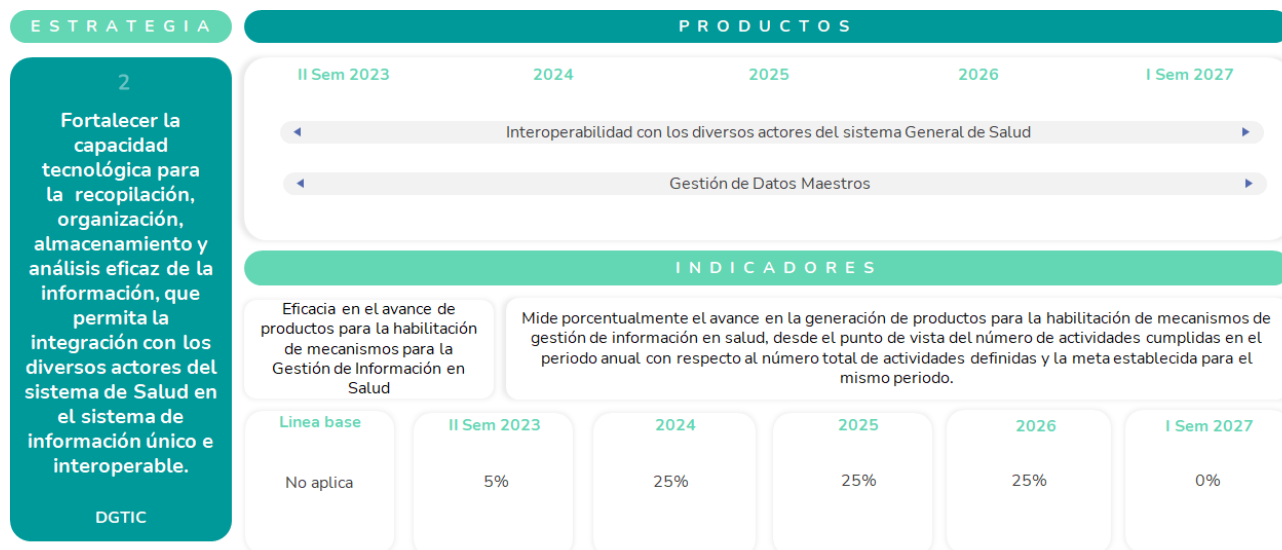 ESTRATEGIA
2
Fortalecer la
capacidad
tecnológica para
la recopilación,
organización,
almacenamiento y
análisis eficaz de la
información, que
permita la
integración con los
diversos actores del
sistema de Salud en
el sistema de
información único e
interoperable.
DGTIC
PRODUCTOS
II Sem 2023
2024
2025
2026
I Sem 2027
Interoperabilidad con los diversos actores del sistema General de Salud
Gestión de Datos Maestros
INDICADORES
Eficacia en el avance de
productos para la habilitación
de mecanismos para la
Gestión de Información en
Salud
Mide porcentualmente el avance en la generación de productos para la habilitación de mecanismos de
gestión de información en salud, desde el punto de vista del número de actividades cumplidas en el
periodo anual con respecto al número total de actividades definidas y la meta establecida para el
mismo periodo.
Linea base
No aplica
II Sem 2023
5%
2024
25%
2025
25%
2026
25%
I Sem 2027
0%